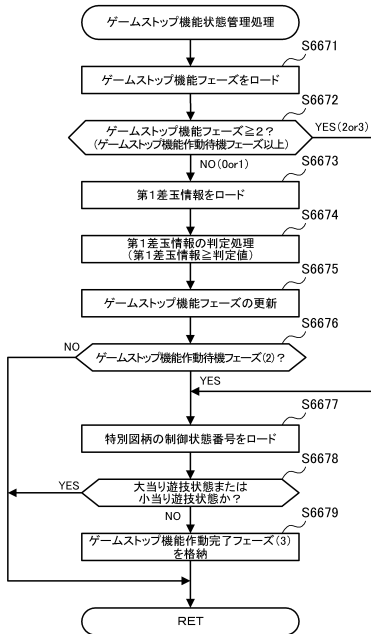 ゲームストップ機能状態管理処理
S6671
ゲームストップ機能フェーズをロード
S6672
ゲームストップ機能フェーズ≧2?
(ゲームストップ機能作動待機フェーズ以上)
YES(2or3)
NO(0or1)
S6673
第1差玉情報をロード
S6674
第1差玉情報の判定処理
(第1差玉情報≧判定値)
S6675
ゲームストップ機能フェーズの更新
S6676
NO
ゲームストップ機能作動待機フェーズ(2)?
YES
S6677
特別図柄の制御状態番号をロード
S6678
YES
大当り遊技状態または
小当り遊技状態か?
NO
S6679
ゲームストップ機能作動完了フェーズ(3)
を格納
RET